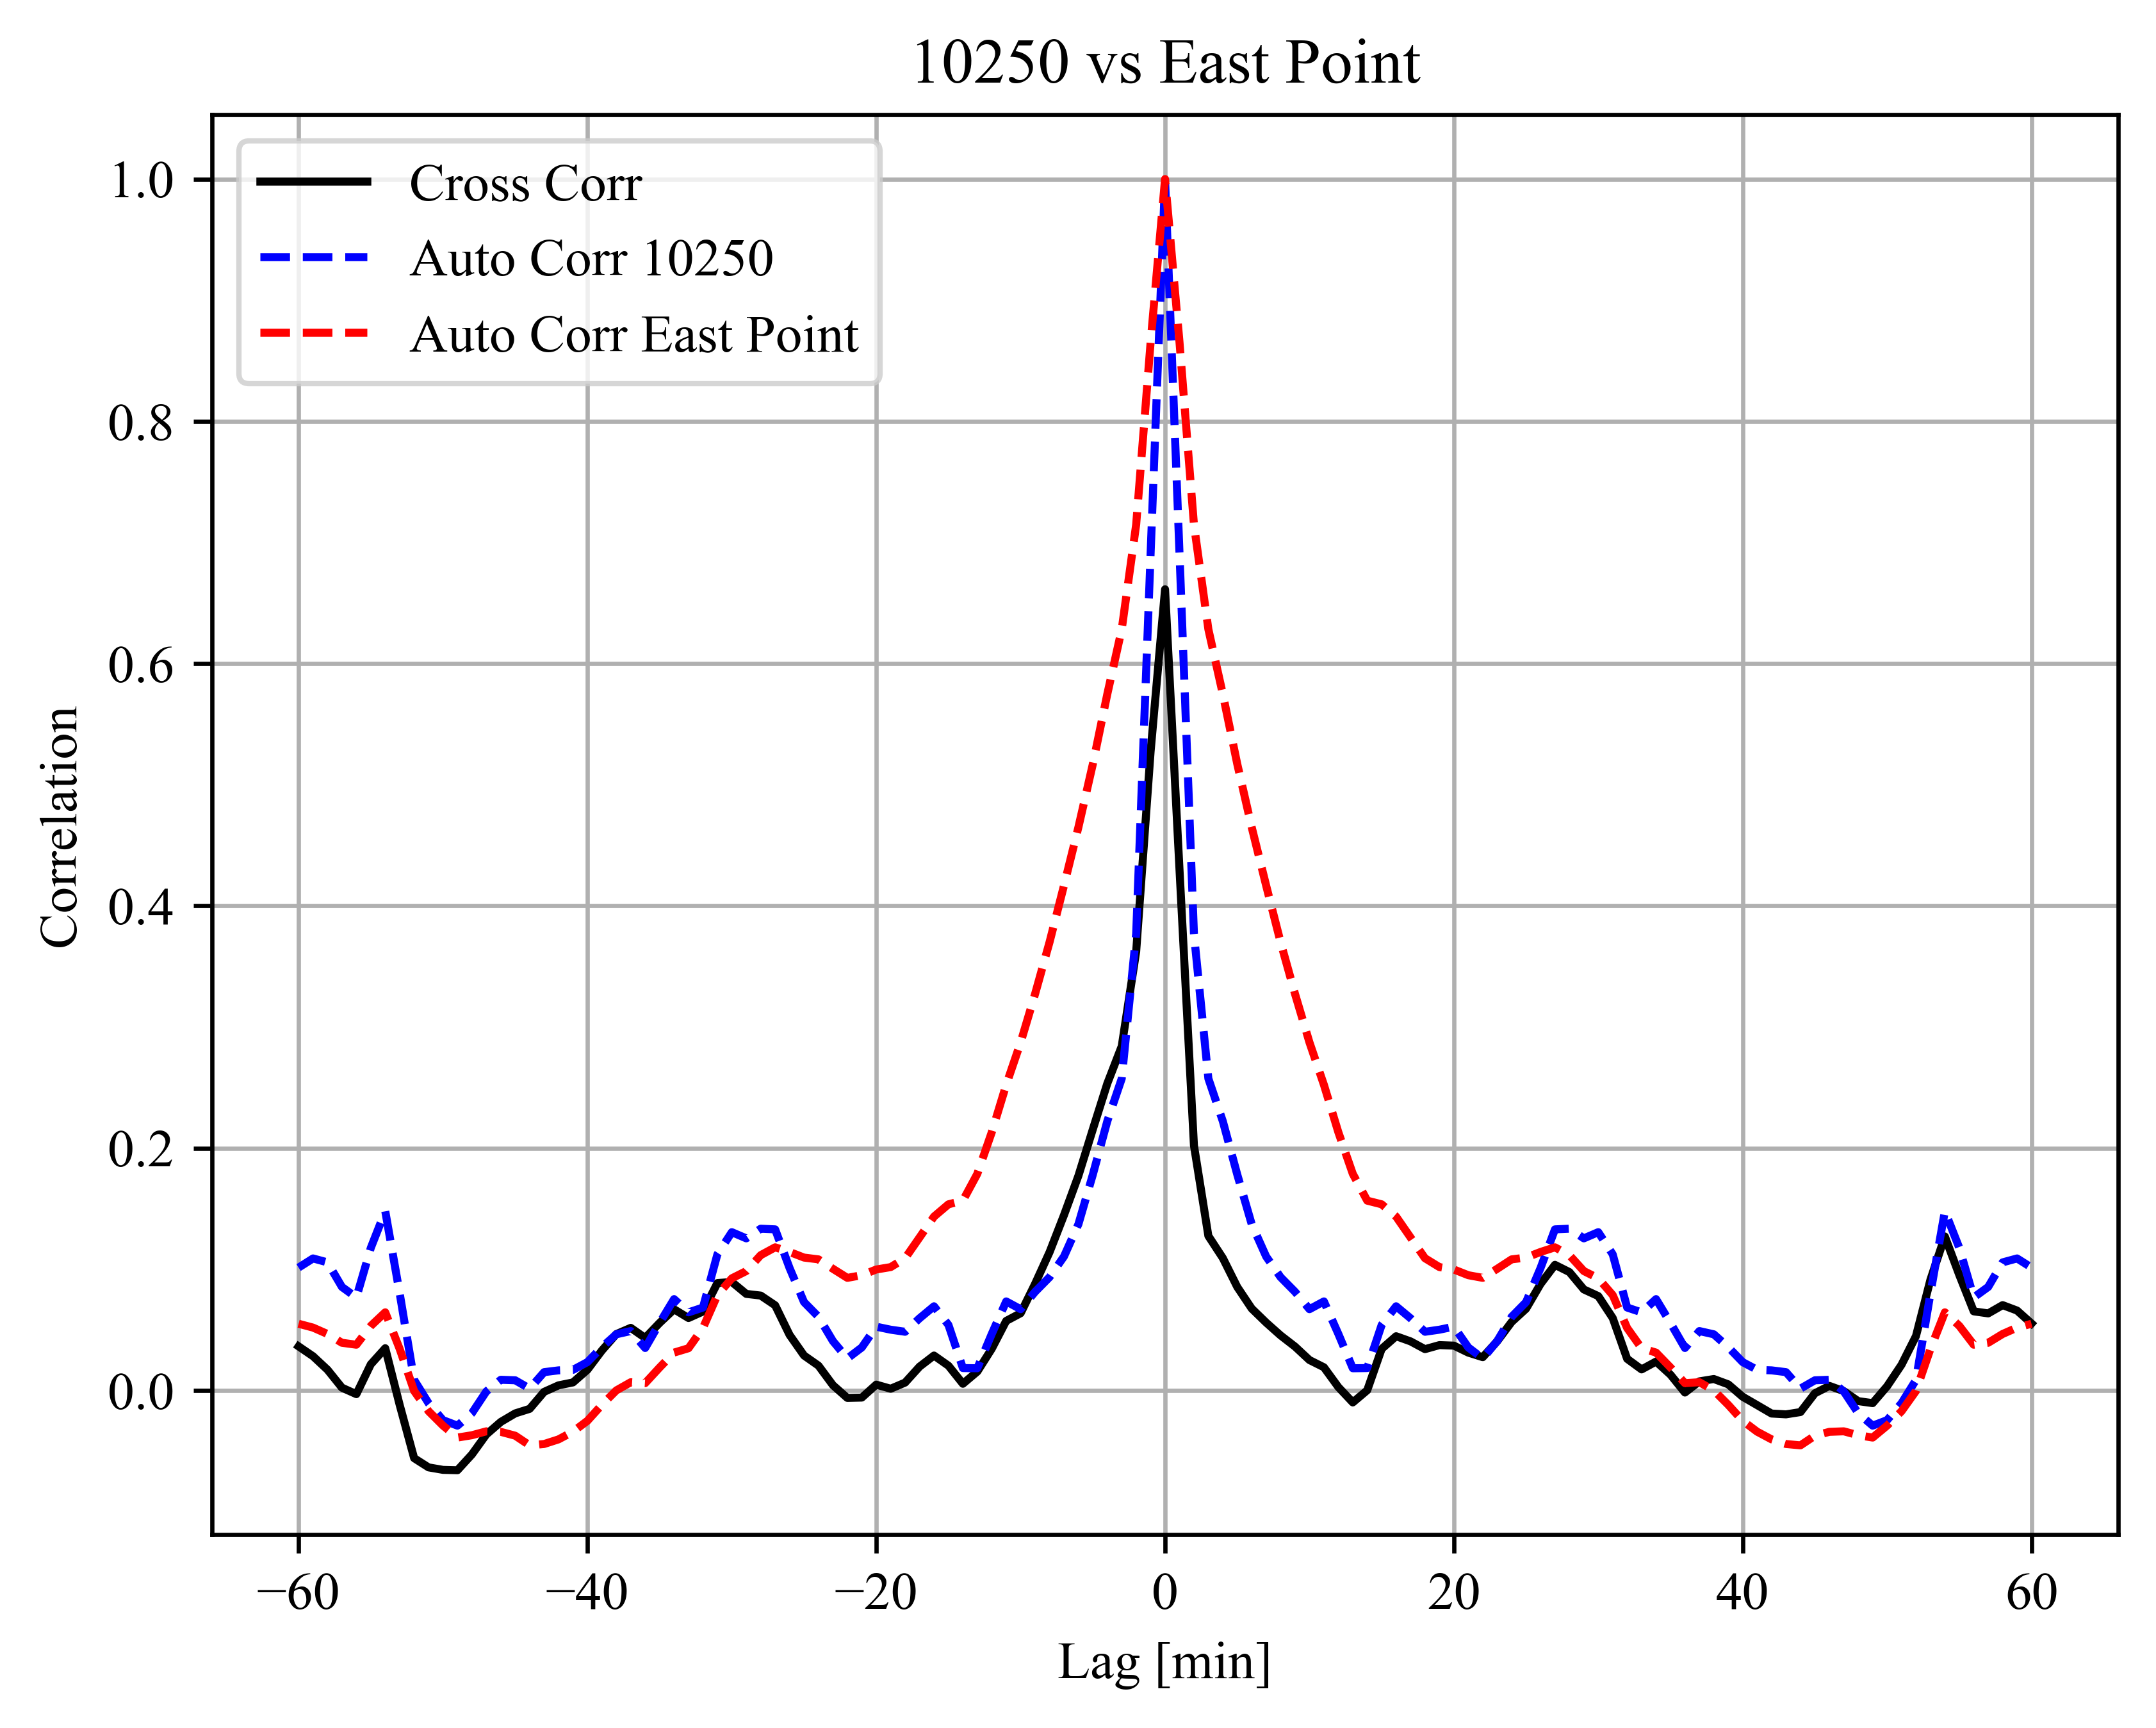 10250 vs East Point
Cross Corr
Auto Corr 10250
Auto Corr East Point
1.0
0.8
0.6
0.4
0.2
0.0
Correlation
−60
−40
−20
0
20
40
60
Lag [min]